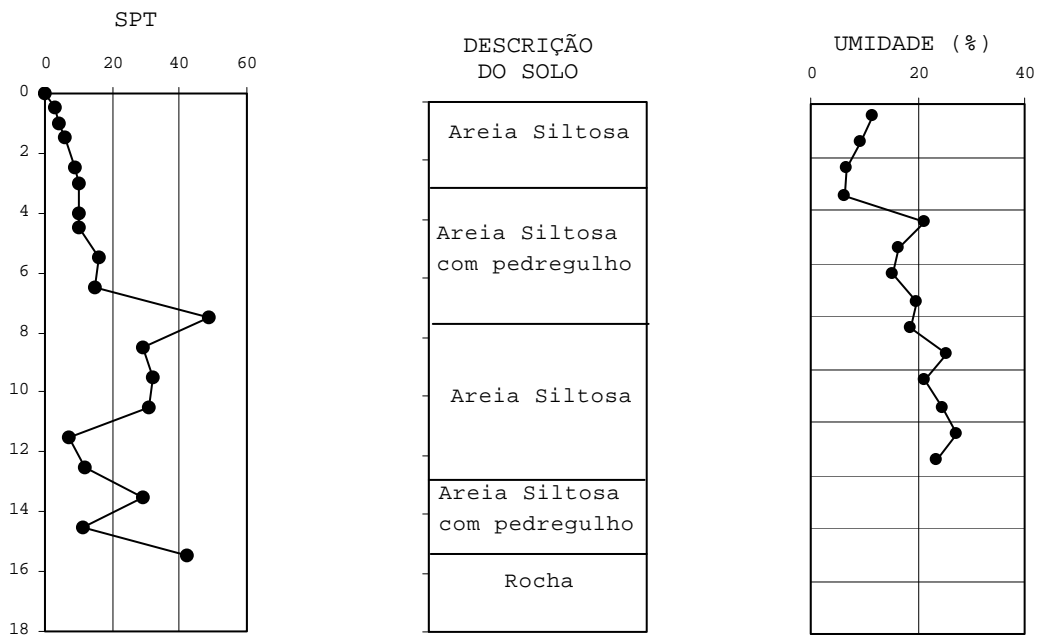 SPT
0 20 40 60
0
2
4
6
8
10
12
14
16
18
DESCRIÇÃO
DO SOLO
Areia Siltosa
Areia Siltosa
com pedregulho
Areia Siltosa
Areia Siltosa
com pedregulho
Rocha
UMIDADE (%)
0 20 40